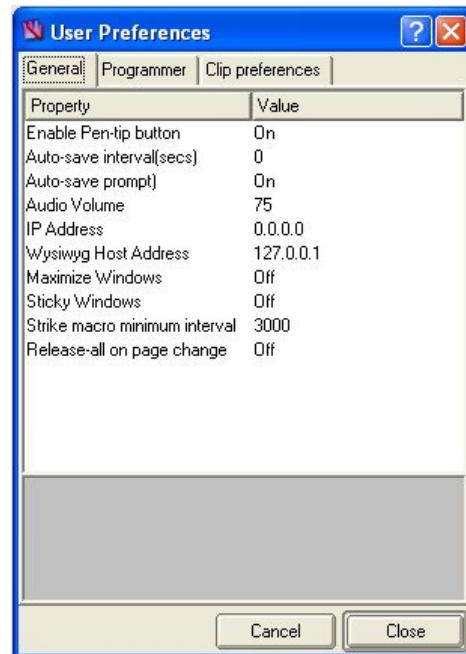 User Preferences
General Programmer Clip preferences
Property Value
Enable Pen-tip button On
Auto-save interval(secs) 0
Auto-save prompt) On
Audio Volume 75
IP Address 0.0.0.0
Wysiwyg Host Address 127.0.0.1
Maximize Windows Off
Sticky Windows Off
Strike macro minimum interval 3000
Release-all on page change Off
Cancel Close